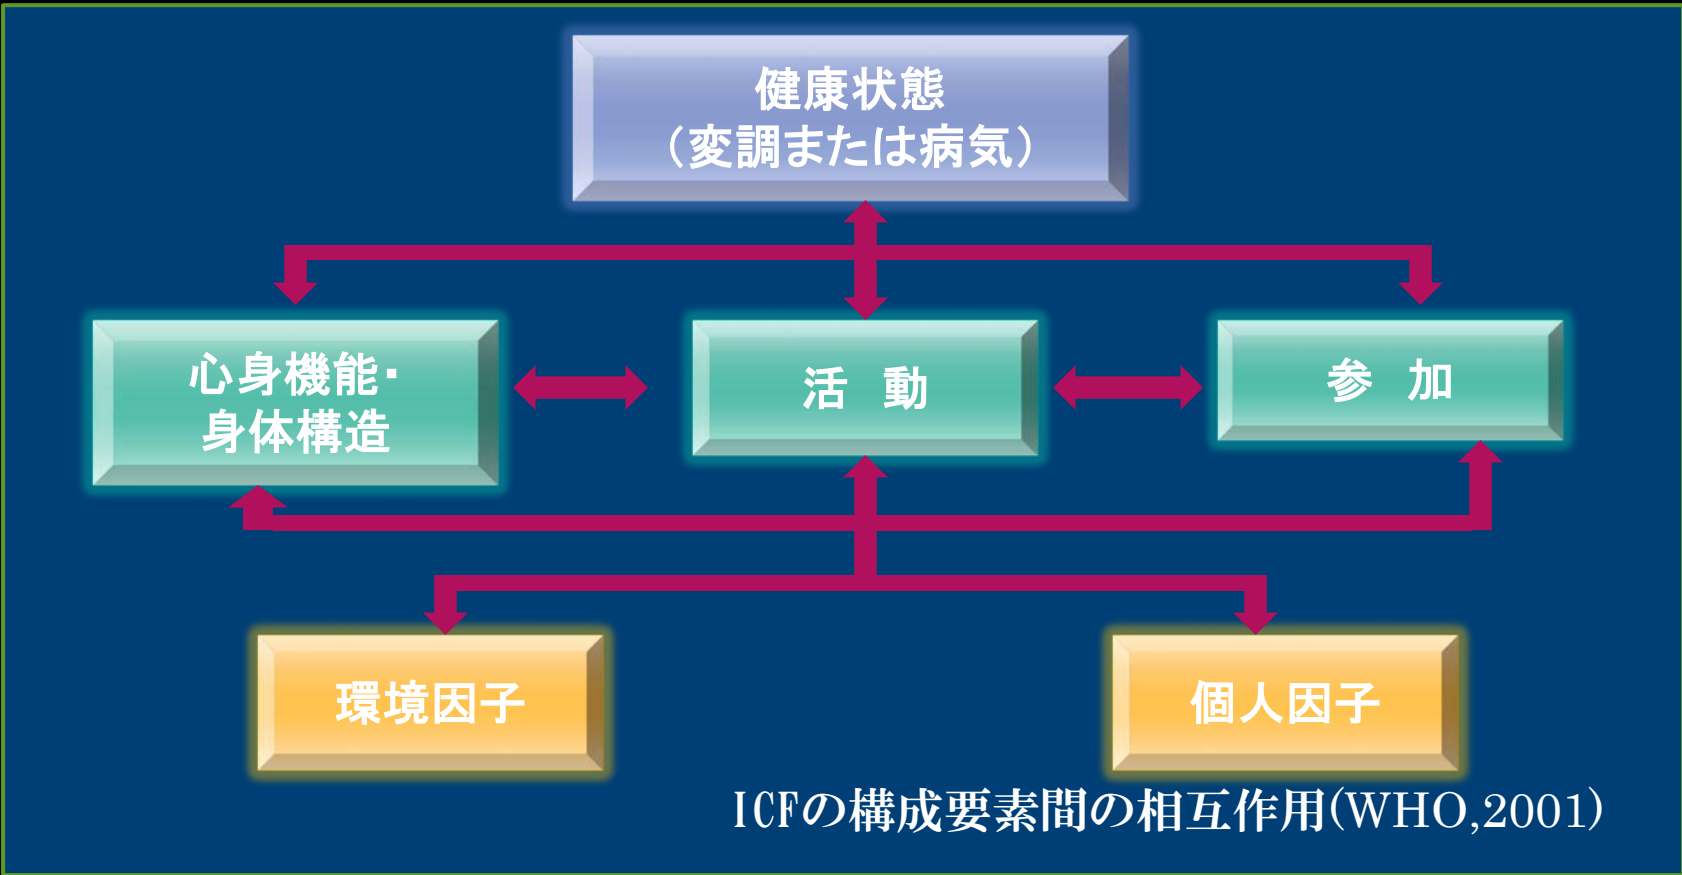 健康状態
（変調または病気）
心身機能・
身体構造
活　動
参　加
環境因子
個人因子
ICFの構成要素間の相互作用(WHO,2001)